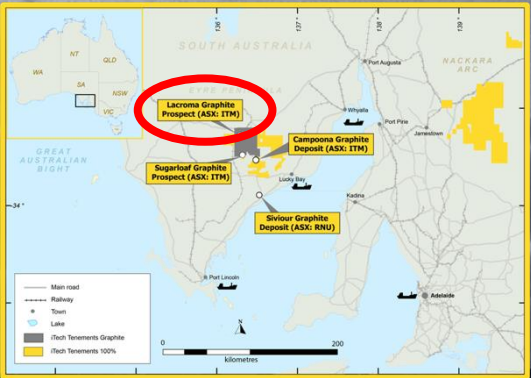 NT
QLD
WA
SA
NSW
VIC
136 °
137 °
138 °
139 °
SOUTH AUSTRALIA
NACKARA
ARC
EYRE PENINSULA
Port Augusta
Lacroma Graphite
Prospect (ASX: ITM)
Whyalla
Port Pirie
Jamestown
GREAT
AUSTRALIAN
BIGHT
Campoona Graphite
Deposit (ASX: ITM)
Sugarloaf Graphite
Prospect (ASX: ITM)
Lucky Bay
Kadina
-34 °
Siviour Graphite
Deposit (ASX: RNU)
Port Lincoln
Adelaide
Main road
Railway
Town
Lake
iTech Tenements Graphite
iTech Tenements 100%
N
0
200
kilometres